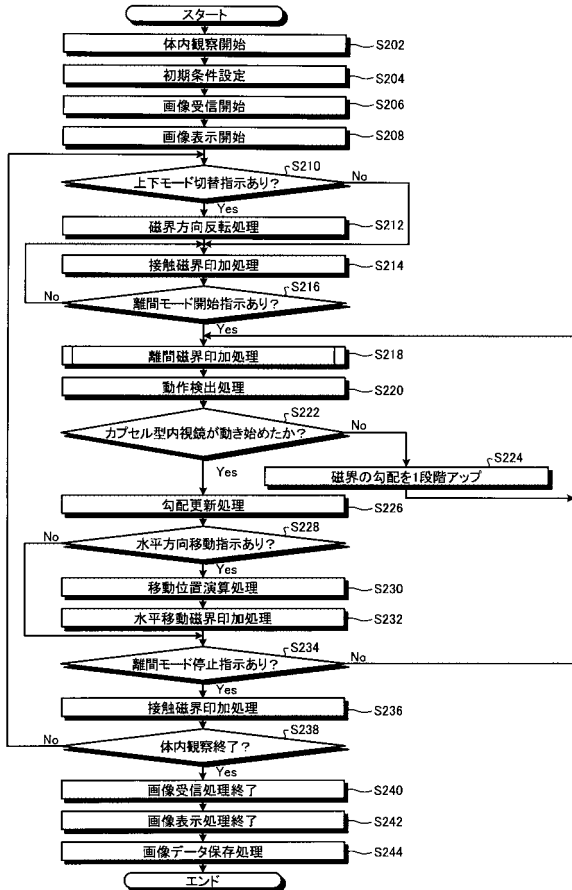 スタート
体内観察開始
S202
初期条件設定
S204
画像受信開始
S206
画像表示開始
S208
S210
上下モード切替指示あり?
No
Yes
磁界方向反転処理
S212
接触磁界印加処理
S214
S216
No
離間モード開始指示あり?
Yes
離間磁界印加処理
S218
動作検出処理
S220
S222
カプセル型内視鏡が動き始めたか?
No
Yes
S224
磁界の勾配を1段階アップ
勾配更新処理
S226
S228
No
水平方向移動指示あり?
Yes
移動位置演算処理
S230
水平移動磁界印加処理
S232
S234
離間モード停止指示あり?
No
Yes
接触磁界印加処理
S236
S238
No
体内観察終了?
Yes
画像受信処理終了
S240
画像表示処理終了
S242
画像データ保存処理
S244
エンド